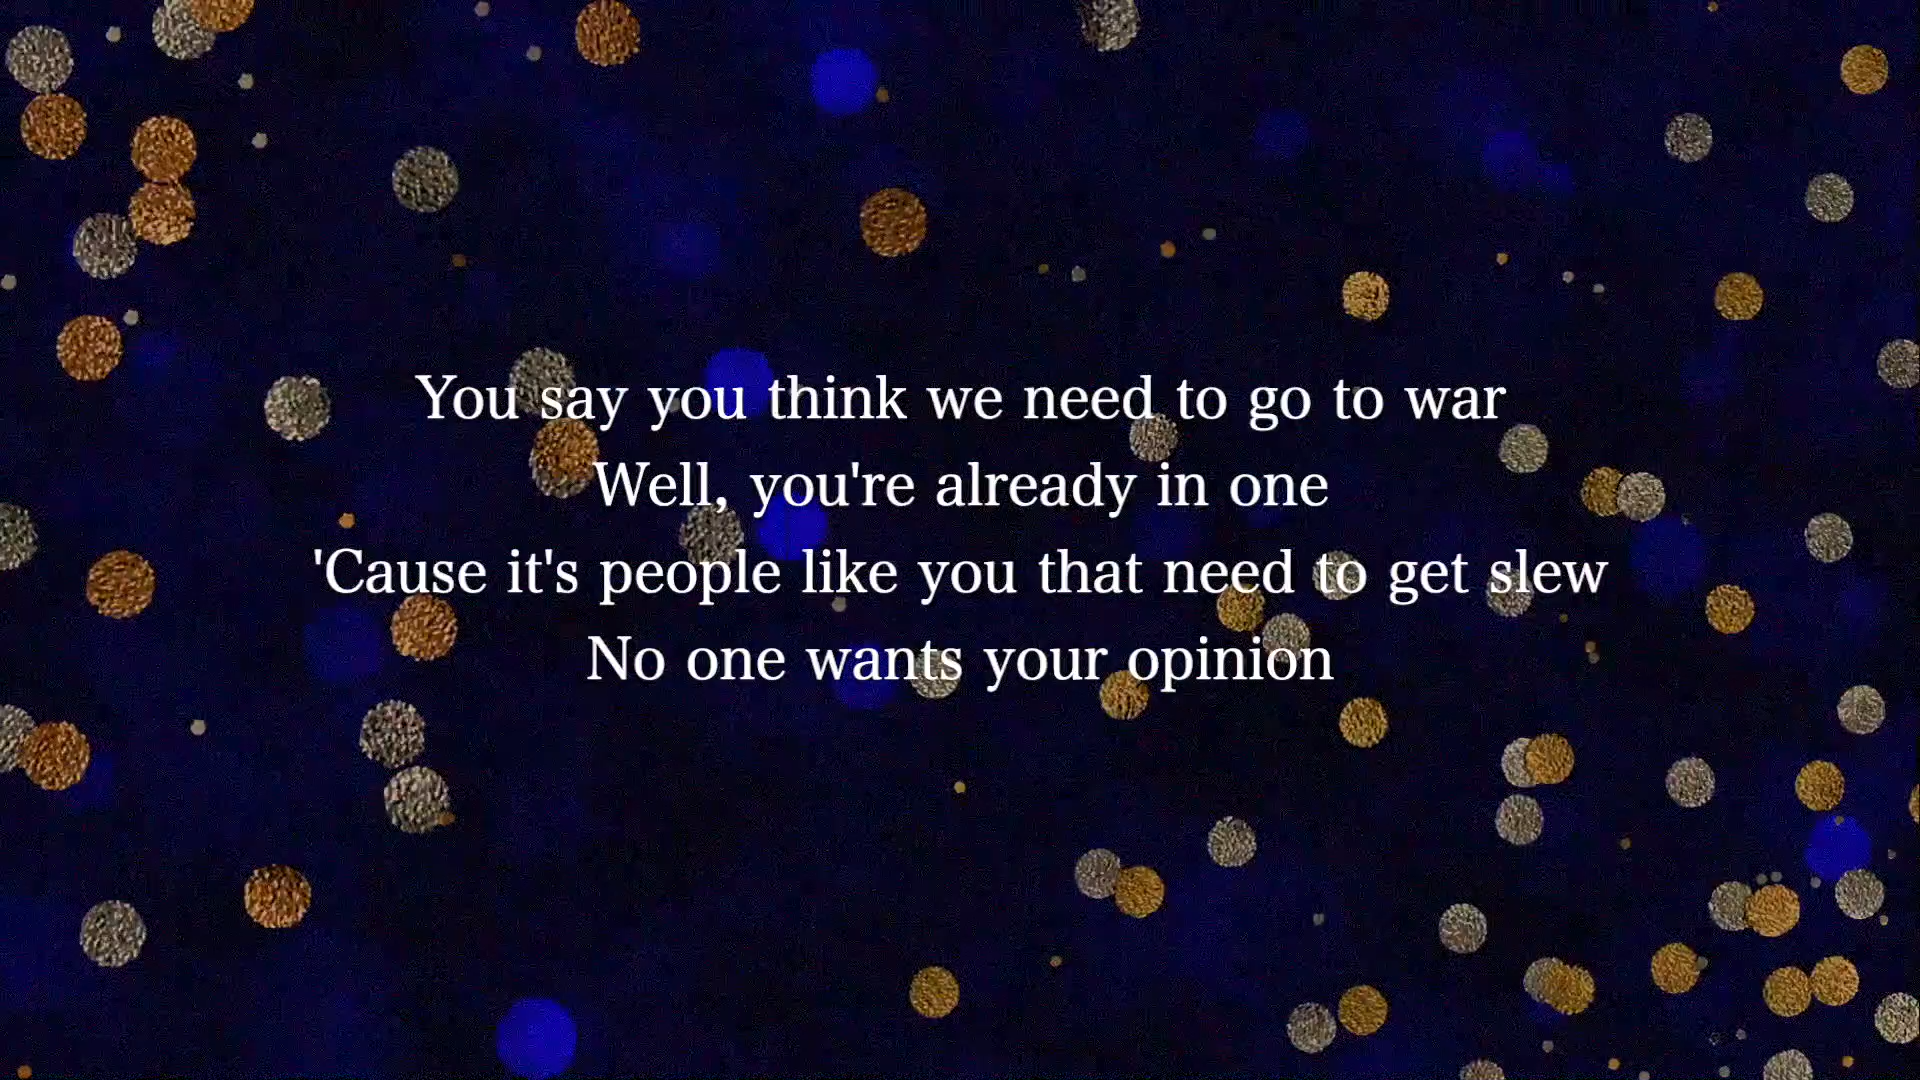 You say you think we need to go to war
Well, you're already in one
'Cause it's people like you that need to get slew
No one wants your opinion